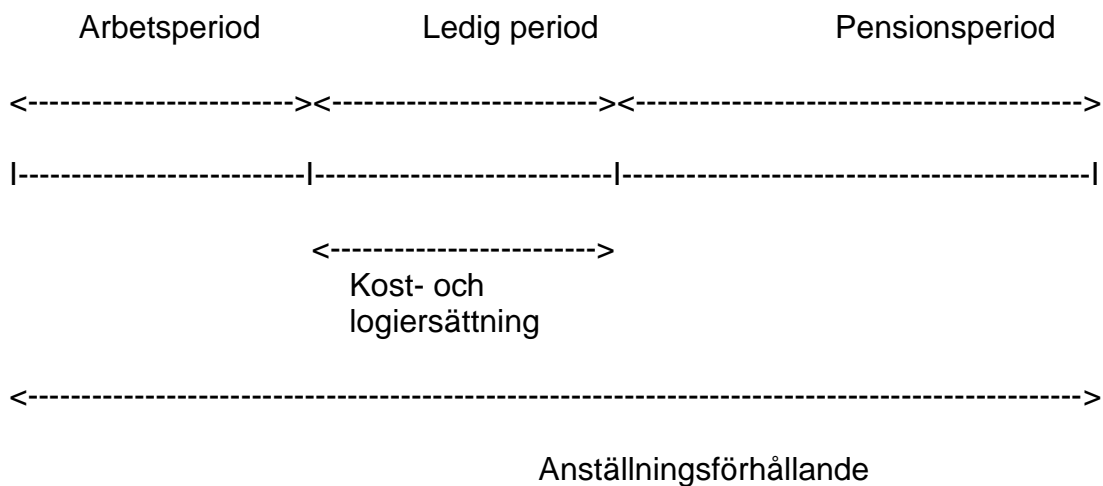 Arbetsperiod Ledig period Pensionsperiod
<--------------------------><--------------------------><------------------------------------------->
|---------------------------|----------------------------|---------------------------------------------|
<-------------------------->
Kost- och
logiersättning
<---------------------------------------------------------------------------------------------------->
Anställningsförhållande